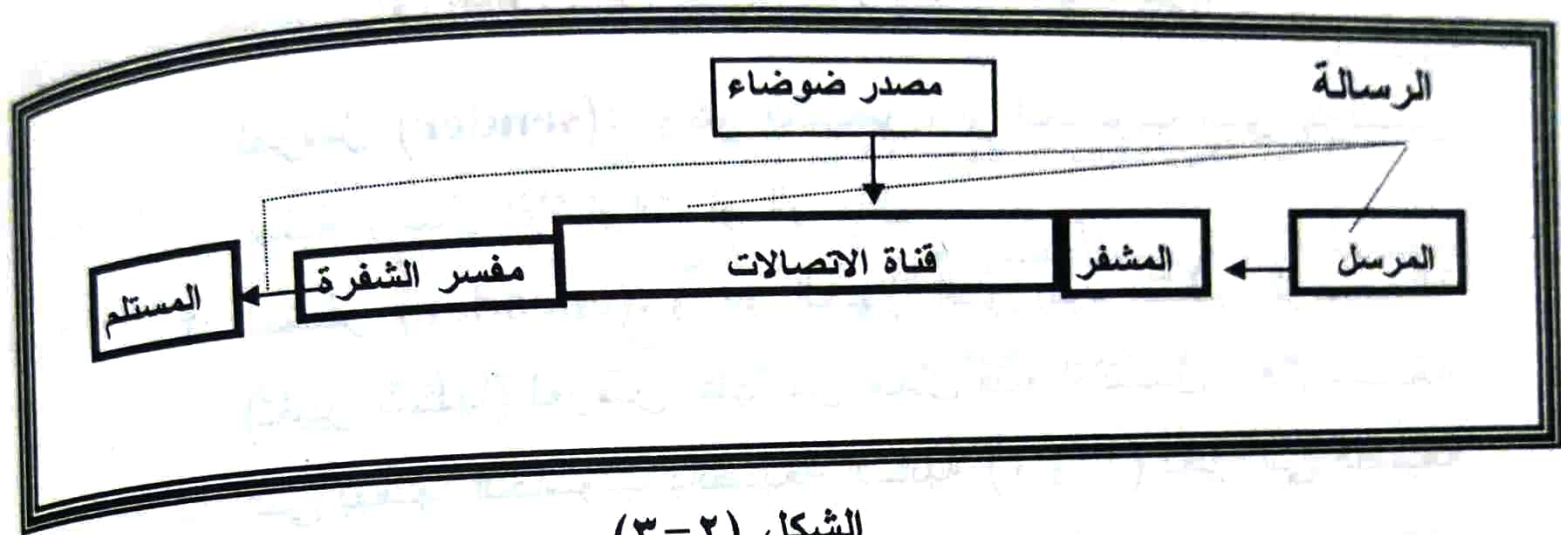 الرسالة
مصدر ضوضاء
المرسل
المشفر
قناة الاتصالات
مفسر الشفرة
المستلم
الشكل (٢-٣)